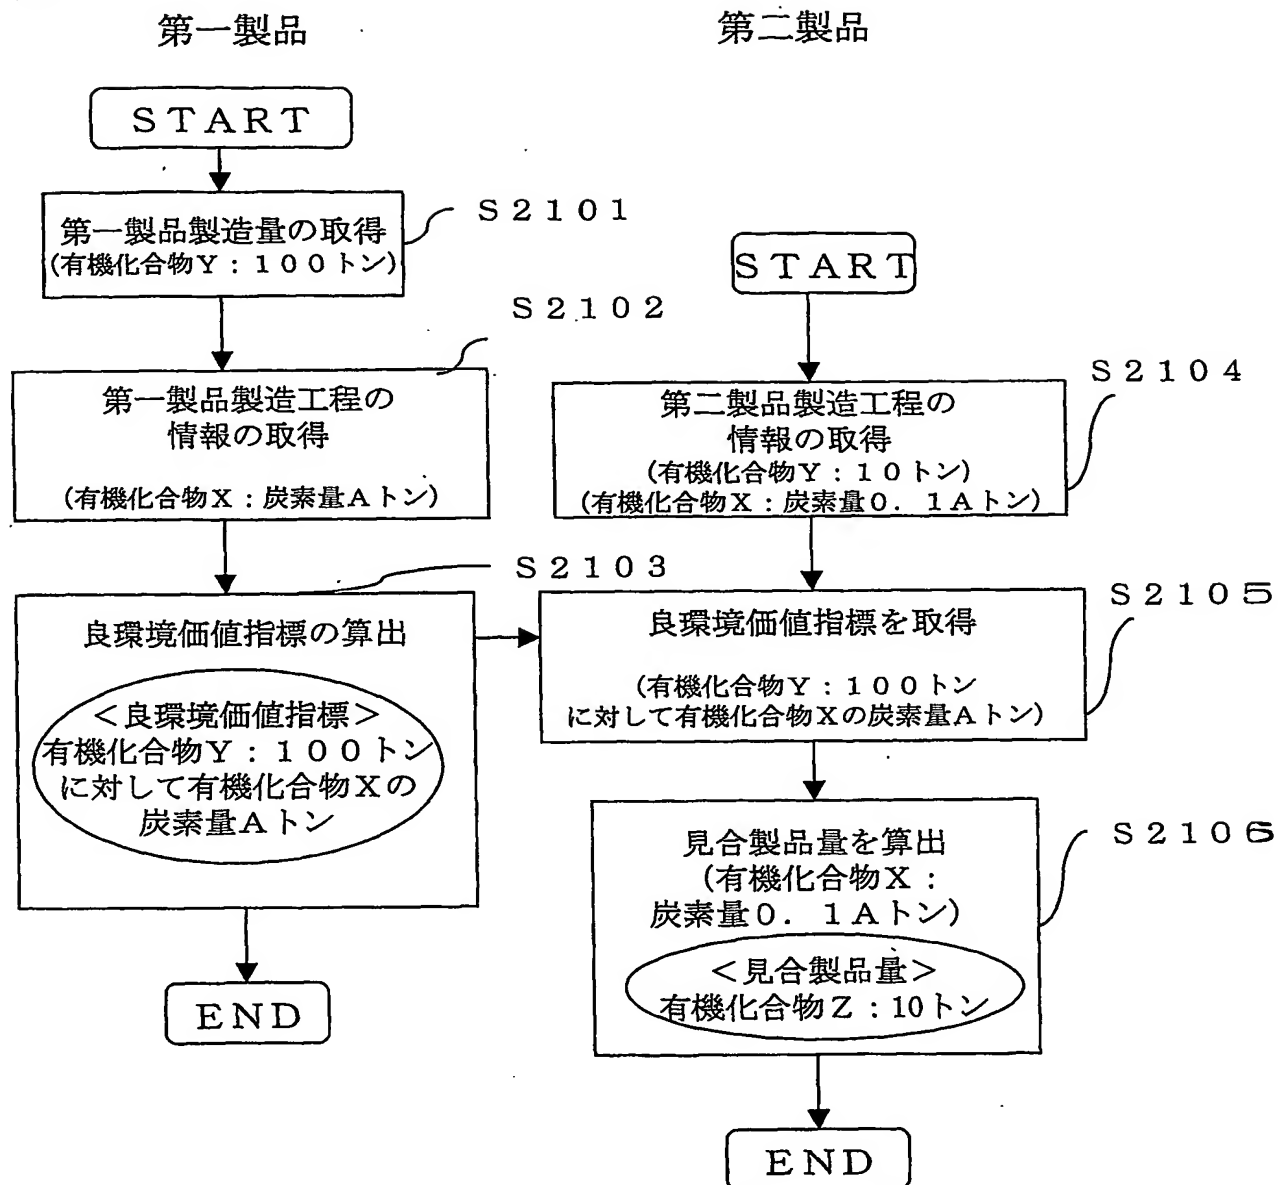 第一製品
第二製品
START
第一製品製造量の取得
(有機化合物Y:100トン)
S2101
S2102
第一製品製造工程の
情報の取得
(有機化合物X:炭素量Aトン)
S2103
良環境価値指標の算出
<良環境価値指標>
有機化合物Y:100トン
に対して有機化合物Xの
炭素量Aトン
END
START
S2104
第二製品製造工程の
情報の取得
(有機化合物Y:10トン)
(有機化合物X:炭素量0.1Aトン)
S2105
良環境価値指標を取得
(有機化合物Y:100トン
に対して有機化合物Xの炭素量Aトン)
S2106
見合製品量を算出
(有機化合物X:
炭素量0.1Aトン)
<見合製品量>
有機化合物Z:10トン
END